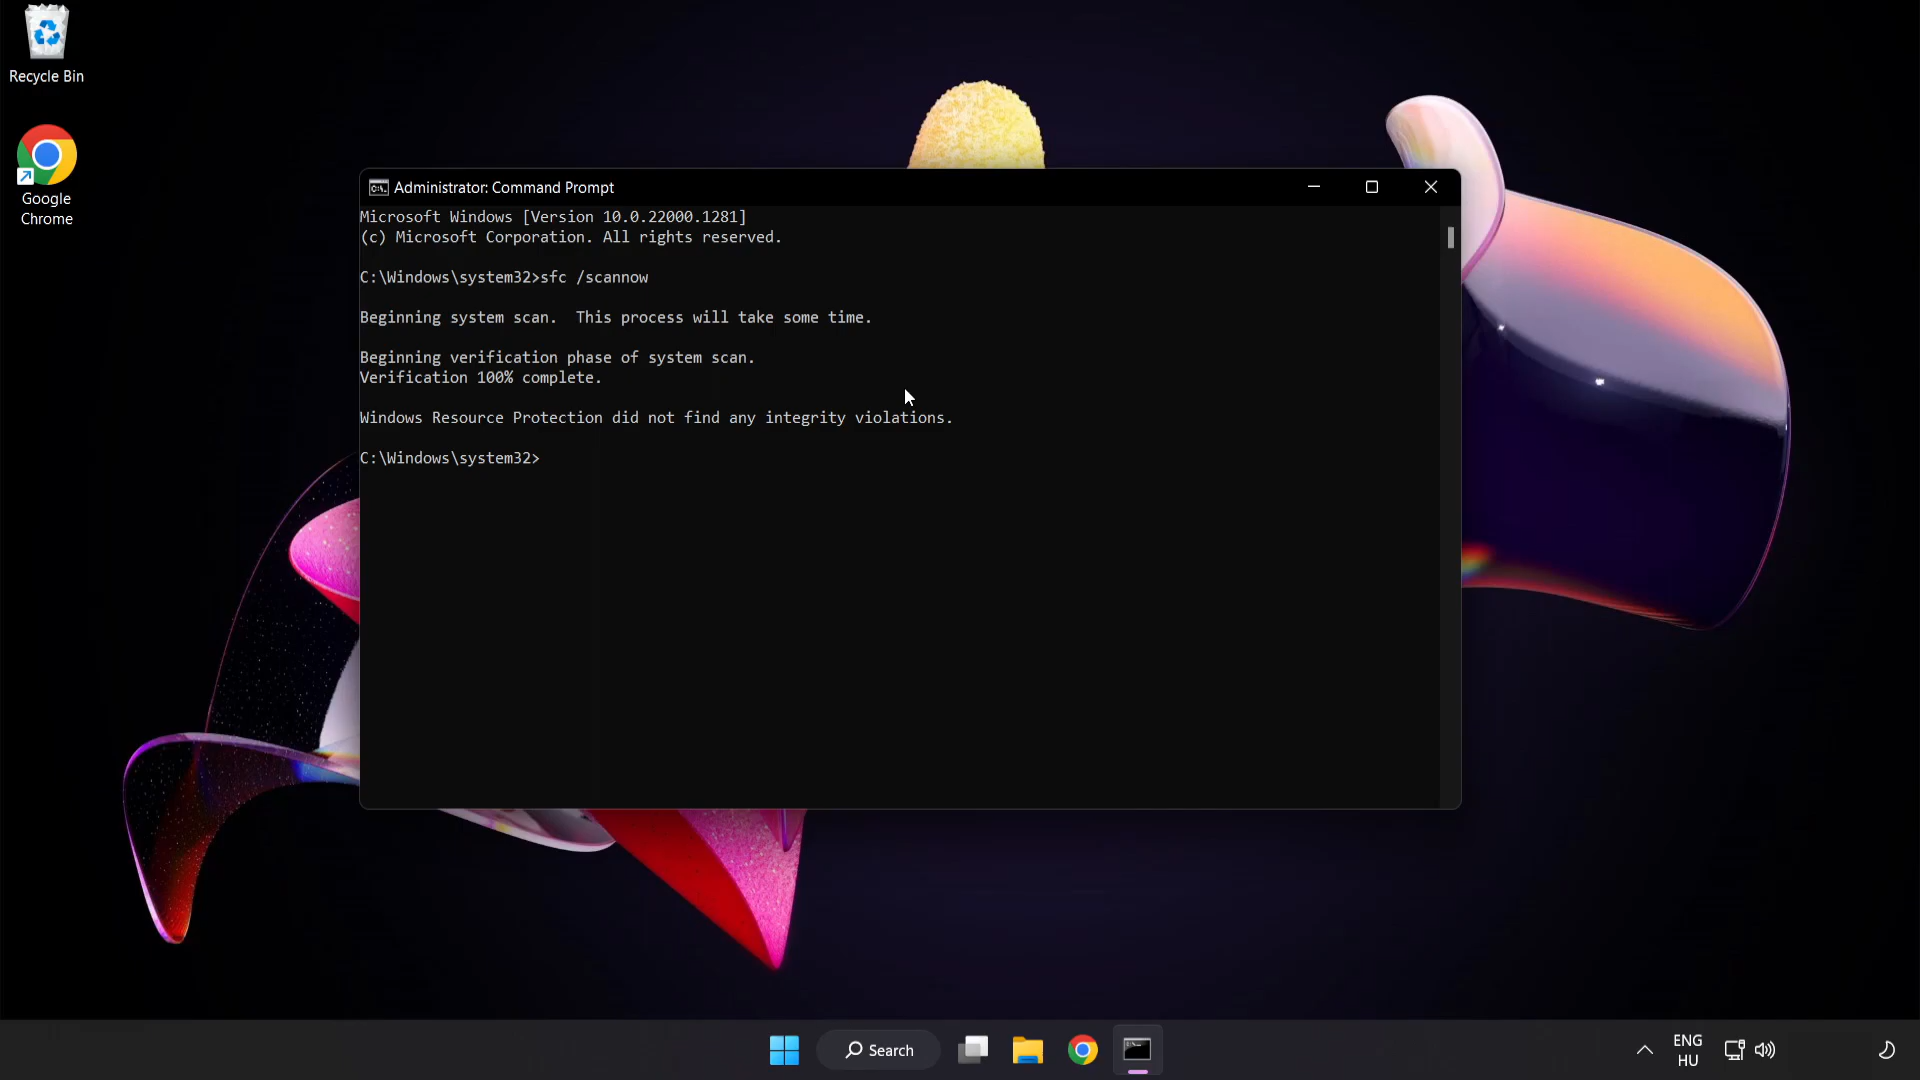 Recycle Bin
Google
Chrome
Administrator: Command Prompt
Microsoft Windows [Version 10.0.22000.1281]
(c) Microsoft Corporation. All rights reserved.
C:\Windows\system32>sfc /scannow
Beginning system scan.  This process will take some time.
Beginning verification phase of system scan.
Verification 100% complete.
Windows Resource Protection did not find any integrity violations.
C:\Windows\system32>
Search
ENG
HU